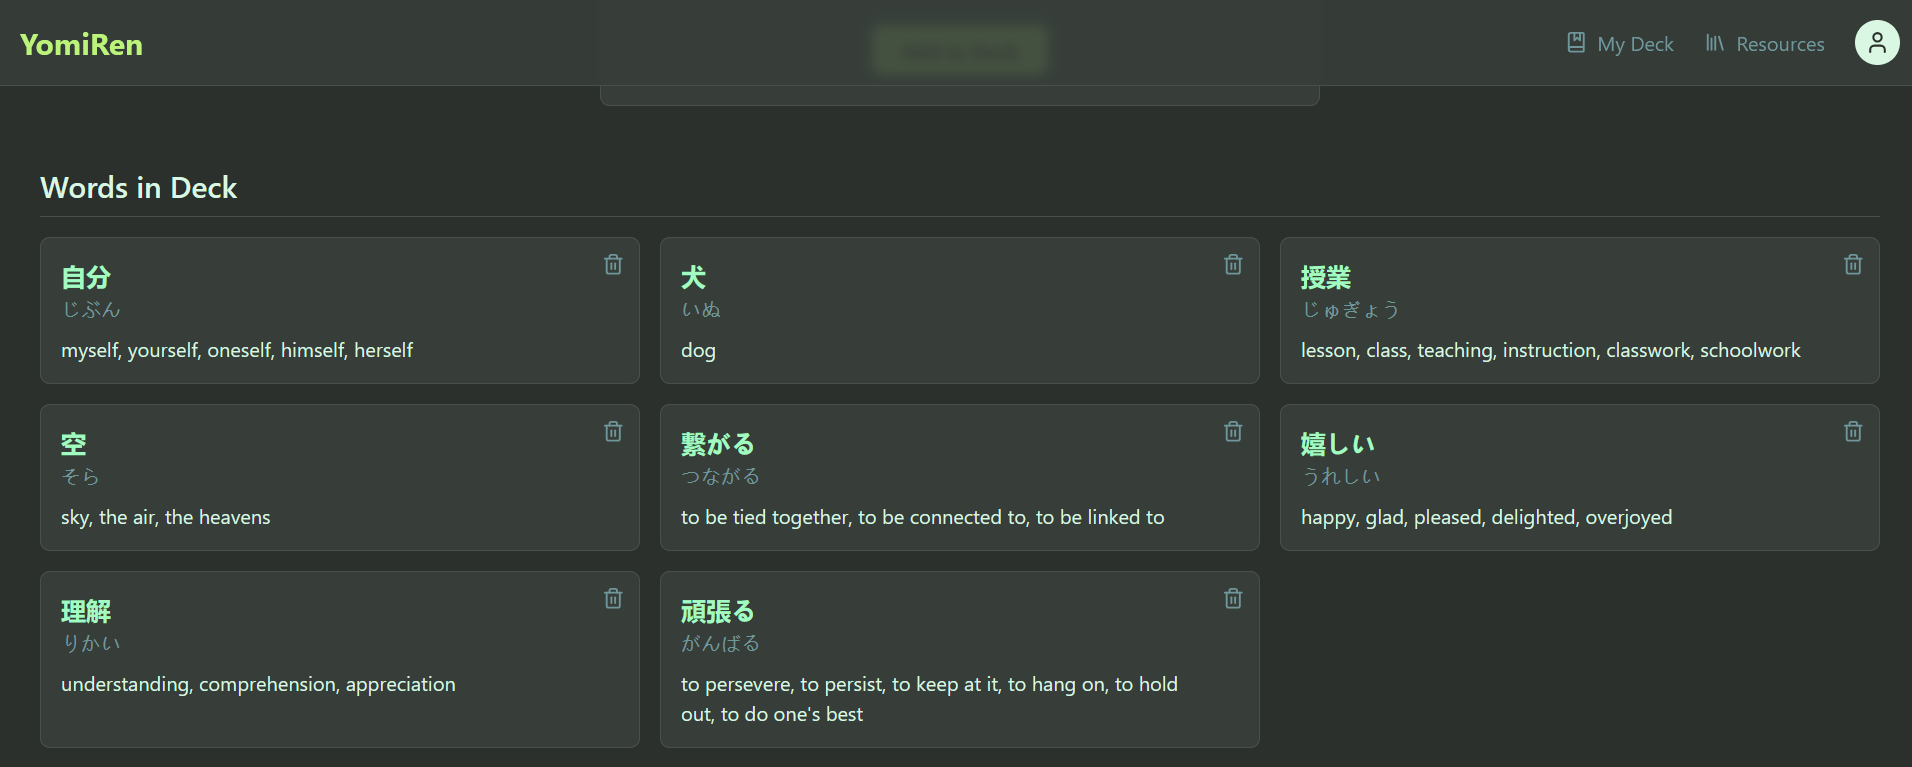 YomiRen
My Deck
Resources
Words in Deck
自分
じぶん
myself, yourself, oneself, himself, herself
犬
いぬ
dog
授業
じゅぎょう
lesson, class, teaching, instruction, classwork, schoolwork
空
そら
sky, the air, the heavens
繋がる
つながる
to be tied together, to be connected to, to be linked to
嬉しい
うれしい
happy, glad, pleased, delighted, overjoyed
理解
りかい
understanding, comprehension, appreciation
頑張る
がんばる
to persevere, to persist, to keep at it, to hang on, to hold
out, to do one's best